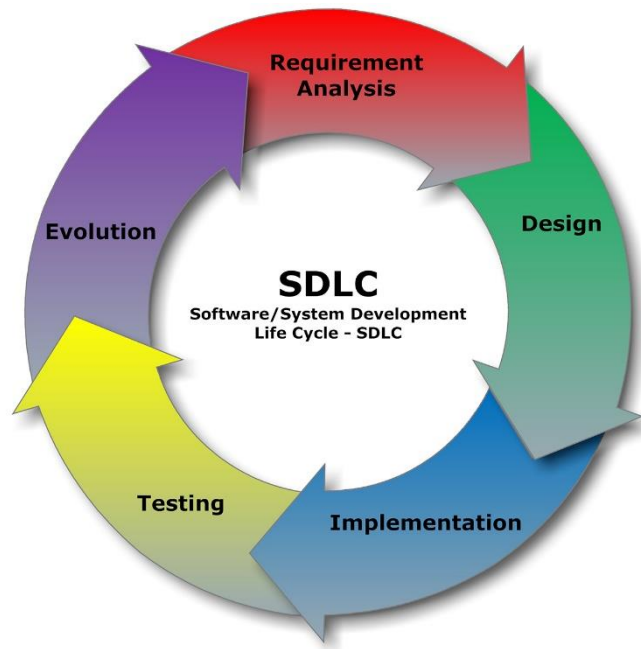 Requirement
Analysis
Design
Implementation
Testing
Evolution
SDLC
Software/System Development
Life Cycle - SDLC